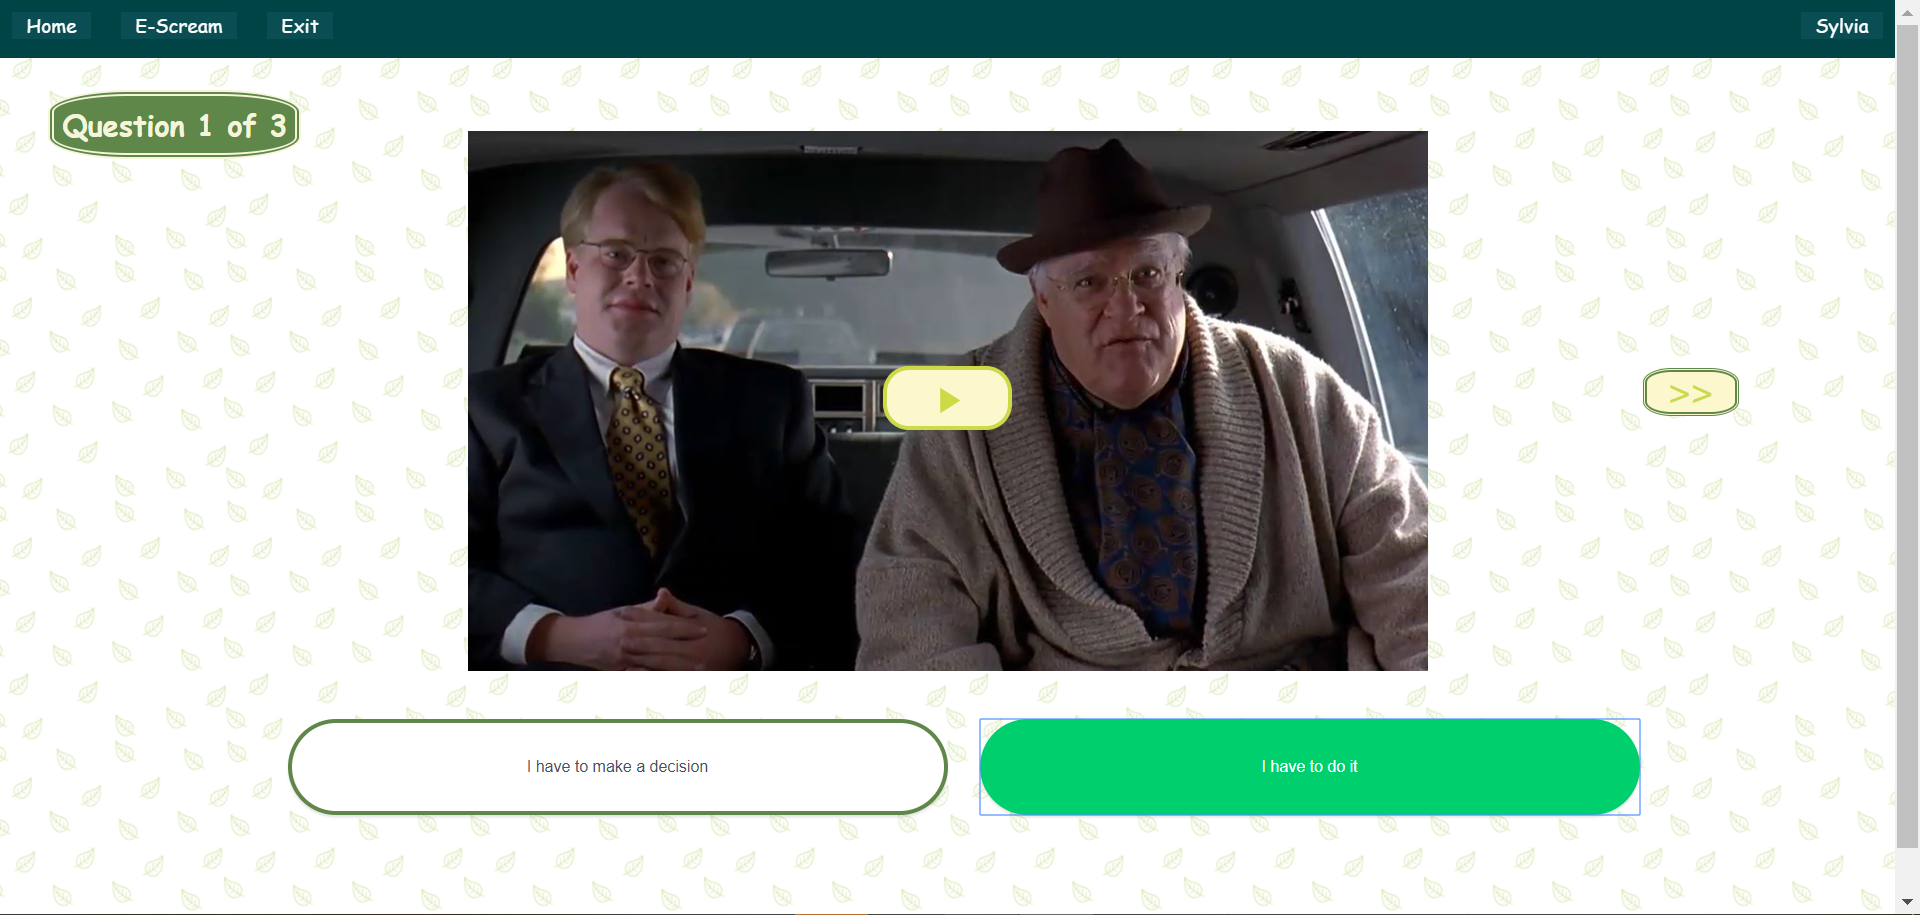 Home
E-Scream
Exit
Sylvia
Question 1 of 3
>>
I have to make a decision
I have to do it